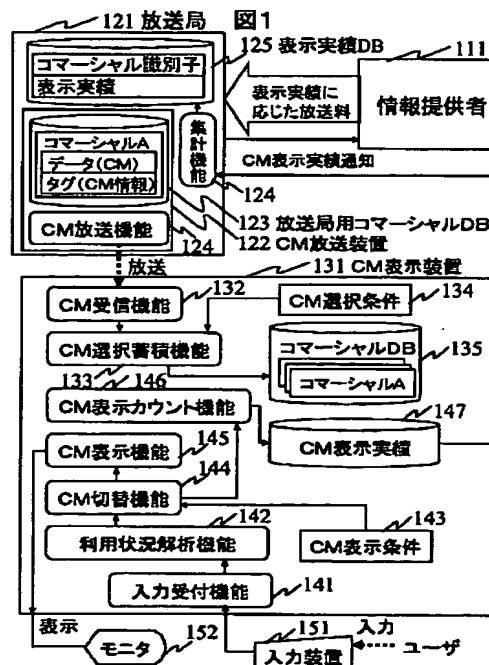 図1
121 放送局
125 表示実績DB
コマーシャル識別子
表示実績
111
情報提供者
表示実績に
応じた放送料
集計機能
124
CM表示実績通知
コマーシャルA
データ(CM)
タグ(CM情報)
CM放送機能
124
123 放送局用コマーシャルDB
122 CM放送装置
放送
131 CM表示装置
CM受信機能
132
CM選択条件
134
CM選択蓄積機能
133
コマーシャルDB
コマーシャルA
135
146
CM表示カウント機能
147
CM表示実績
CM表示機能
145
CM切替機能
144
142
利用状況解析機能
143
CM表示条件
入力受付機能
141
表示
モニタ
152
151
入力装置
入力
ユーザ